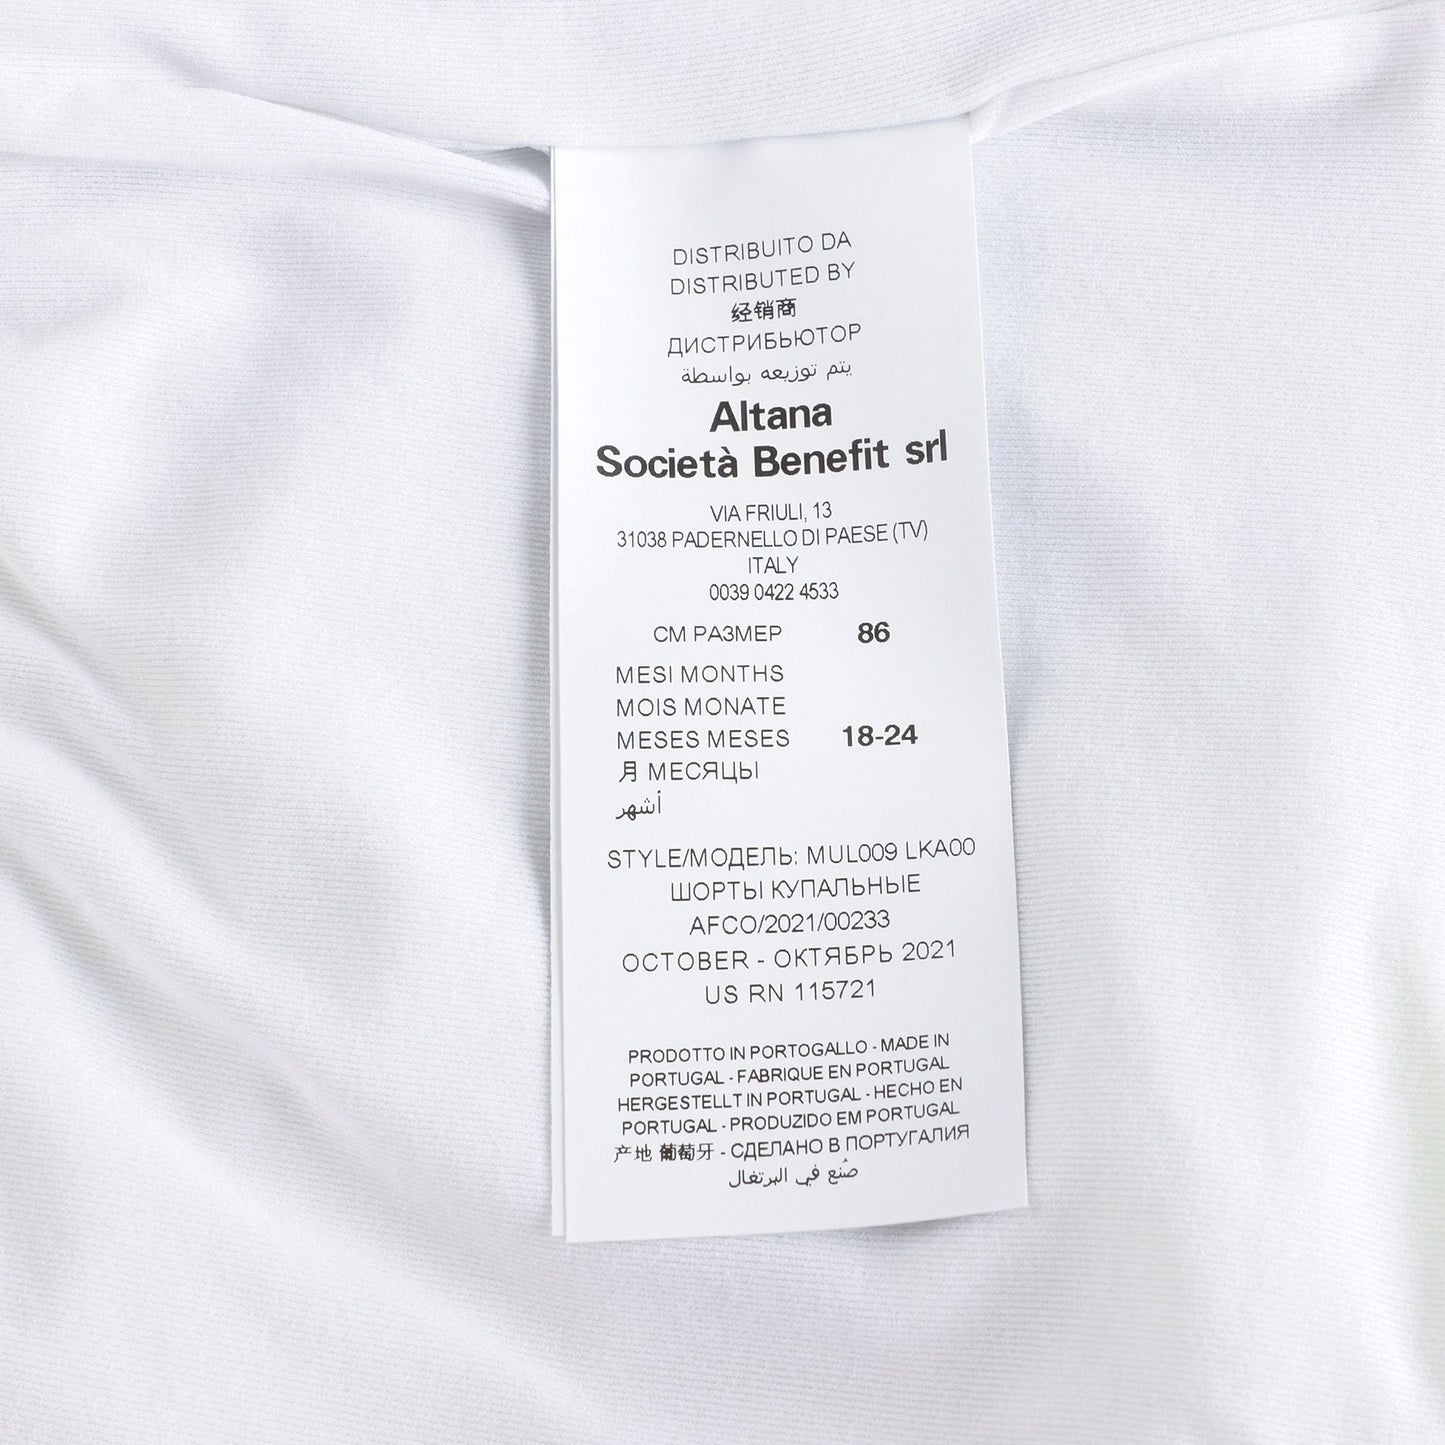 DISTRIBUITO DA
DISTRIBUTED BY
经销商
ДИСТРИБЬЮТОР
يتم توزيعه بواسطة
Altana
Società Benefit srl
VIA FRIULI, 13
31038 PADERNELLO DI PAESE (TV)
ITALY
0039 0422 4533
СМ РАЗМЕР 86
MESI MONTHS
MOIS MONATE
MESES MESES 18-24
月 МЕСЯЦЫ
أشهر
STYLE/МОДЕЛЬ: MUL009 LKA00
ШОРТЫ КУПАЛЬНЫЕ
AFCO/2021/00233
OCTOBER - ОКТЯБРЬ 2021
US RN 115721
PRODOTTO IN PORTOGALLO - MADE IN
PORTUGAL - FABRIQUE EN PORTUGAL
HERGESTELLT IN PORTUGAL - HECHO EN
PORTUGAL - PRODUZIDO EM PORTUGAL
产地 葡萄牙 - СДЕЛАНО В ПОРТУГАЛИЯ
صُنع في البرتغال